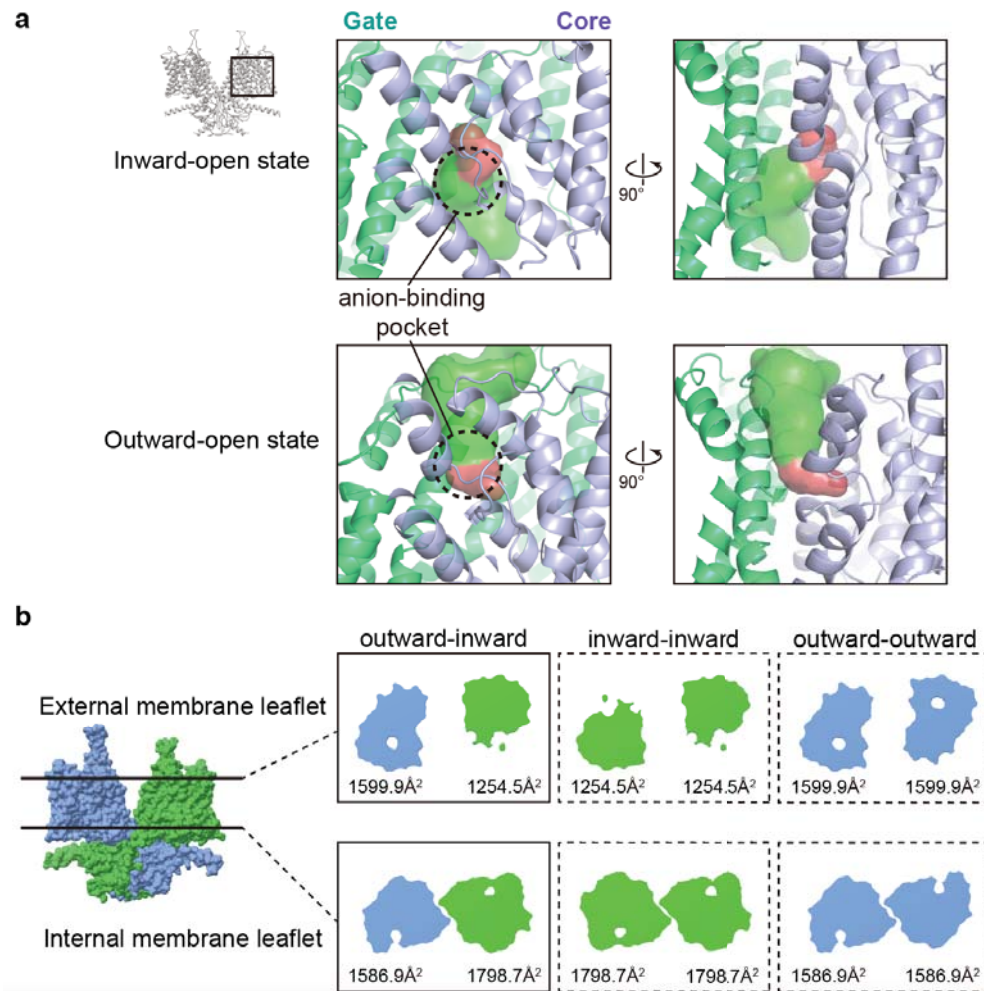 a
Gate
Core
Inward-open state
90°
anion-binding
pocket
Outward-open state
90°
b
outward-inward
inward-inward
outward-outward
External membrane leaflet
1599.9Å²
1254.5Å²
1254.5Å²
1254.5Å²
1599.9Å²
1599.9Å²
Internal membrane leaflet
1586.9Å²
1798.7Å²
1798.7Å²
1798.7Å²
1586.9Å²
1586.9Å²